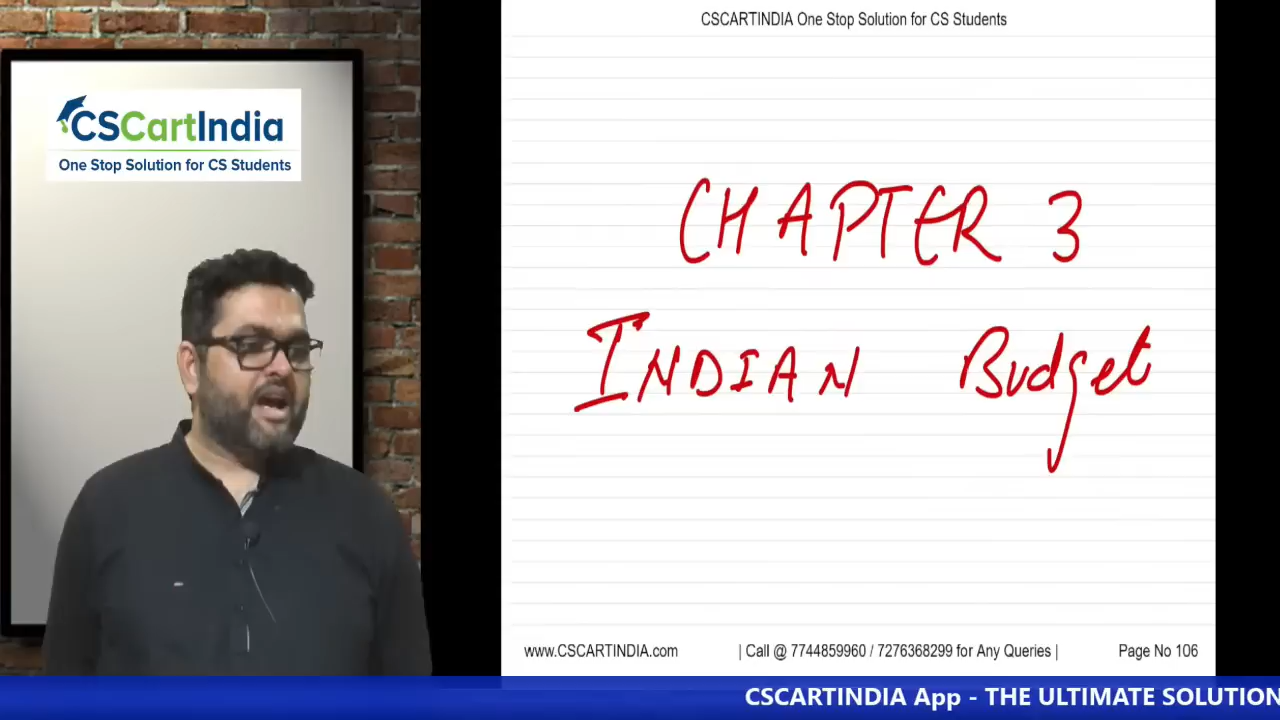 CSCartIndia
One Stop Solution for CS Students
CSCARTINDIA One Stop Solution for CS Students
CHAPTER 3
INDIAN Budget
www.CSCARTINDIA.com | Call @ 7744859960 / 7276368299 for Any Queries | Page No 106
CSCARTINDIA App - THE ULTIMATE SOLUTION